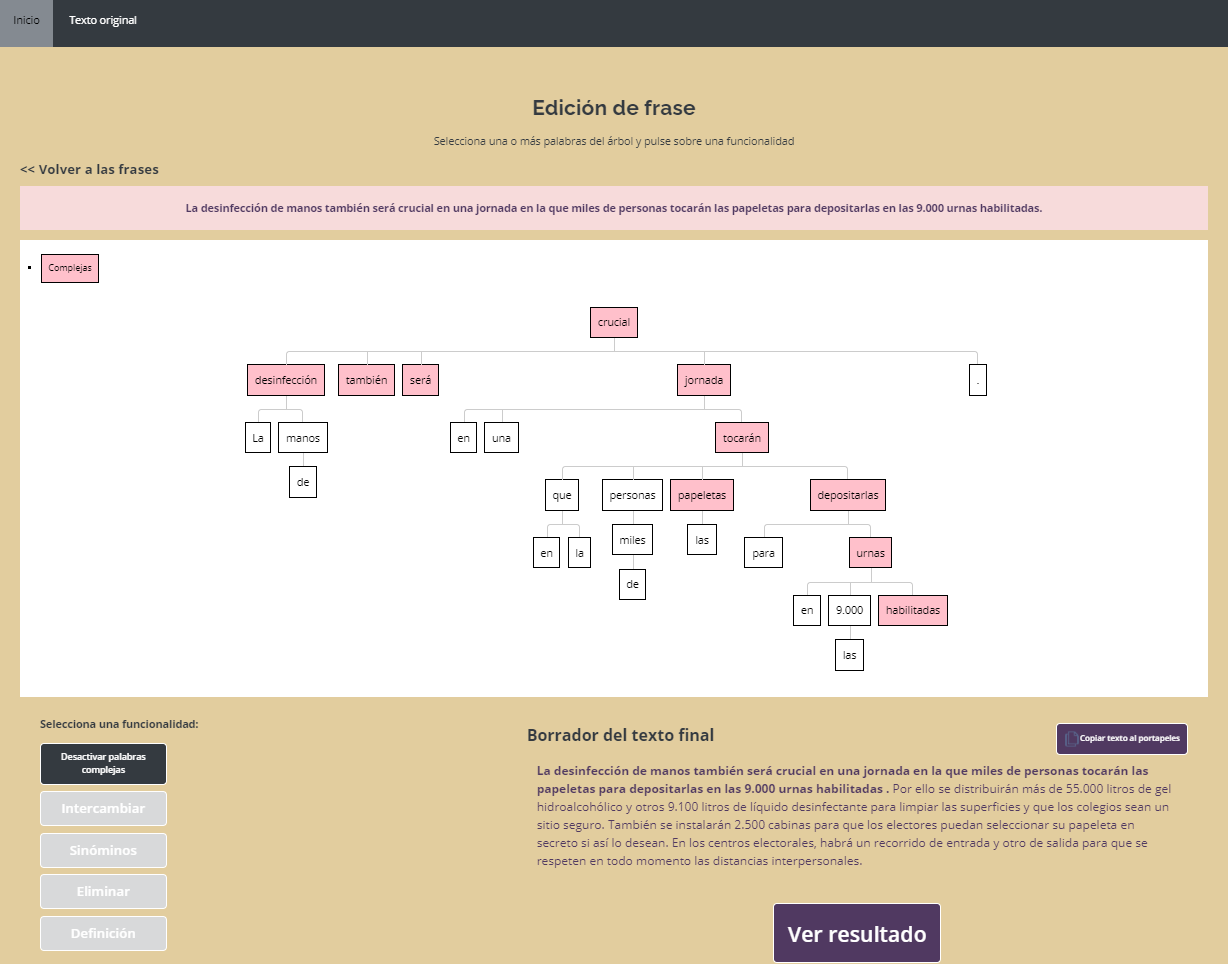 Inicio
Texto original
Edición de frase
Selecciona una o más palabras del árbol y pulse sobre una funcionalidad
<< Volver a las frases
La desinfección de manos también será crucial en una jornada en la que miles de personas tocarán las papeletas para depositarlas en las 9.000 urnas habilitadas.
Complejas
crucial
desinfección también será jornada .
La manos en una tocarán
de que personas papeletas depositarlas
en la miles las para urnas
de en 9.000 habilitadas
las
Selecciona una funcionalidad:
Desactivar palabras
complejas
Intercambiar
Sinóminos
Eliminar
Definición
Borrador del texto final
Copiar texto al portapeles
La desinfección de manos también será crucial en una jornada en la que miles de personas tocarán las
papeletas para depositarlas en las 9.000 urnas habilitadas . Por ello se distribuirán más de 55.000 litros de gel
hidroalcohólico y otros 9.100 litros de líquido desinfectante para limpiar las superficies y que los colegios sean un
sitio seguro. También se instalarán 2.500 cabinas para que los electores puedan seleccionar su papeleta en
secreto si así lo desean. En los centros electorales, habrá un recorrido de entrada y otro de salida para que se
respeten en todo momento las distancias interpersonales.
Ver resultado